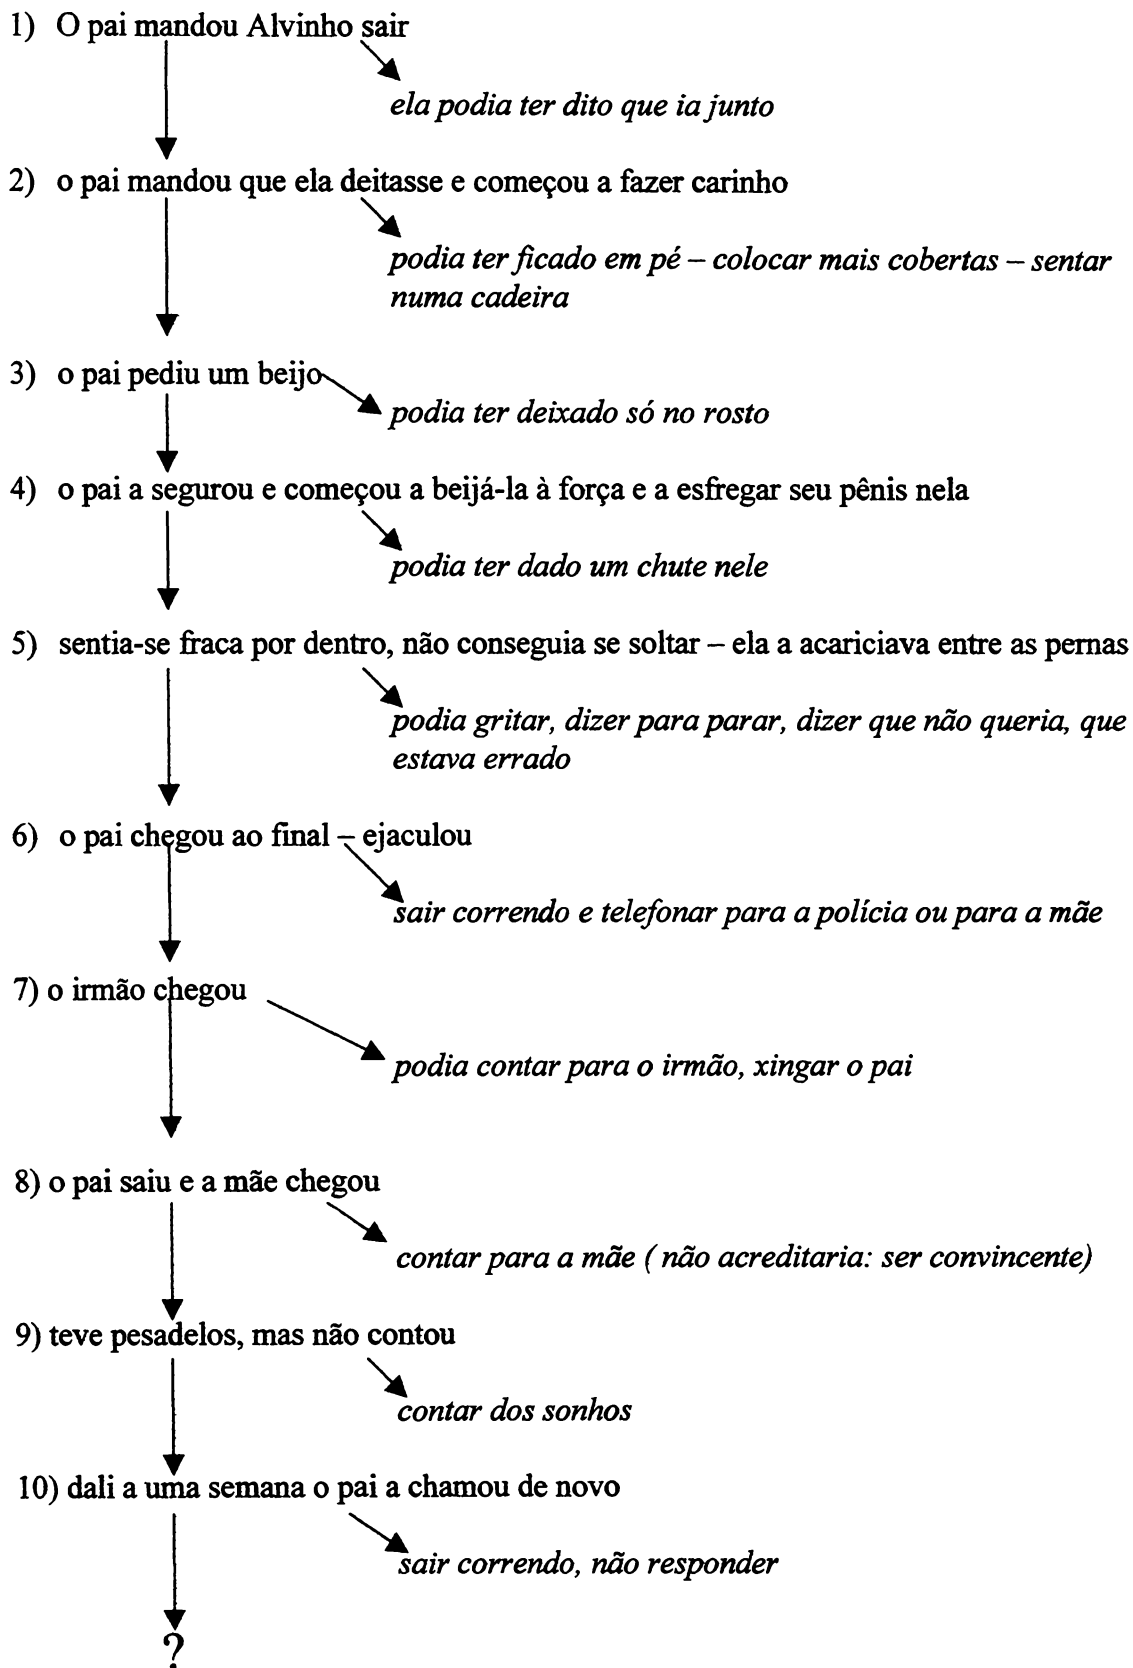 1) O pai mandou Alvinho sair
ela podia ter dito que ia junto
2) o pai mandou que ela deitasse e começou a fazer carinho
podia ter ficado em pé – colocar mais cobertas – sentar
numa cadeira
3) o pai pediu um beijo
podia ter deixado só no rosto
4) o pai a segurou e começou a beijá-la à força e a esfregar seu pênis nela
podia ter dado um chute nele
5) sentia-se fraca por dentro, não conseguia se soltar – ela a acariciava entre as pernas
podia gritar, dizer para parar, dizer que não queria, que
estava errado
6) o pai chegou ao final – ejaculou
sair correndo e telefonar para a polícia ou para a mãe
7) o irmão chegou
podia contar para o irmão, xingar o pai
8) o pai saiu e a mãe chegou
contar para a mãe ( não acreditaria: ser convincente)
9) teve pesadelos, mas não contou
contar dos sonhos
10) dali a uma semana o pai a chamou de novo
sair correndo, não responder
?